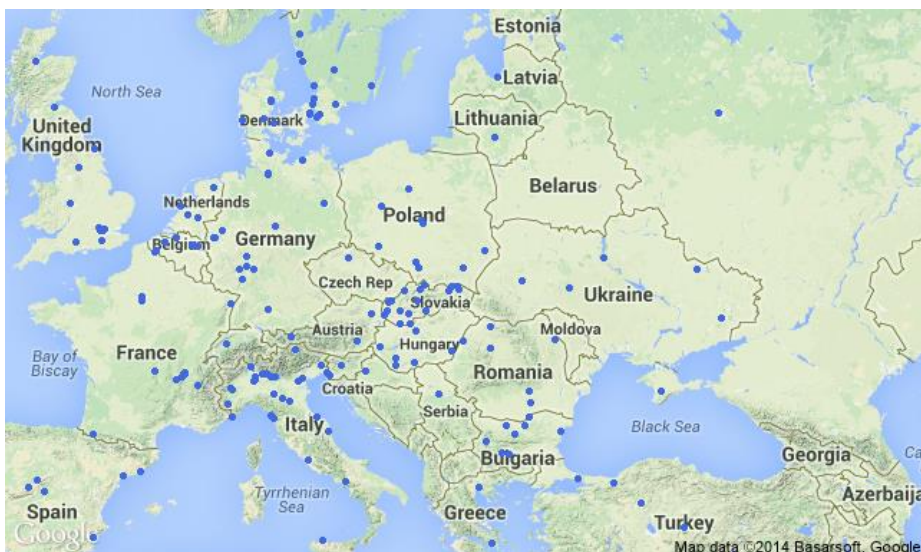 Estonia
North Sea
Latvia
Denmark
Lithuania
United
Kingdom
Belarus
Netherlands
Poland
Belgium
Germany
Czech Rep
Slovakia
Ukraine
Austria
Moldova
Bay of
Biscay
France
Hungary
Romania
Croatia
Serbia
Italy
Black Sea
Bulgaria
Georgia
Tyrrhenian
Sea
Azerbaija
Spain
Greece
Turkey
Google
Map data ©2014 Basarsoft, Google